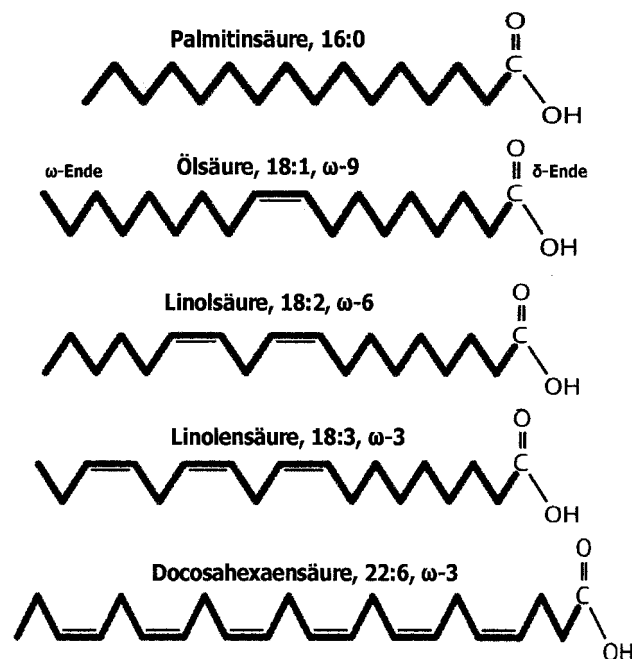 Palmitinsäure, 16:0
O
C
OH
ω-Ende Ölsäure, 18:1, ω-9 δ-Ende
O
C
OH
Linolsäure, 18:2, ω-6
O
C
OH
Linolensäure, 18:3, ω-3
O
C
OH
Docosahexaensäure, 22:6, ω-3
O
C
OH